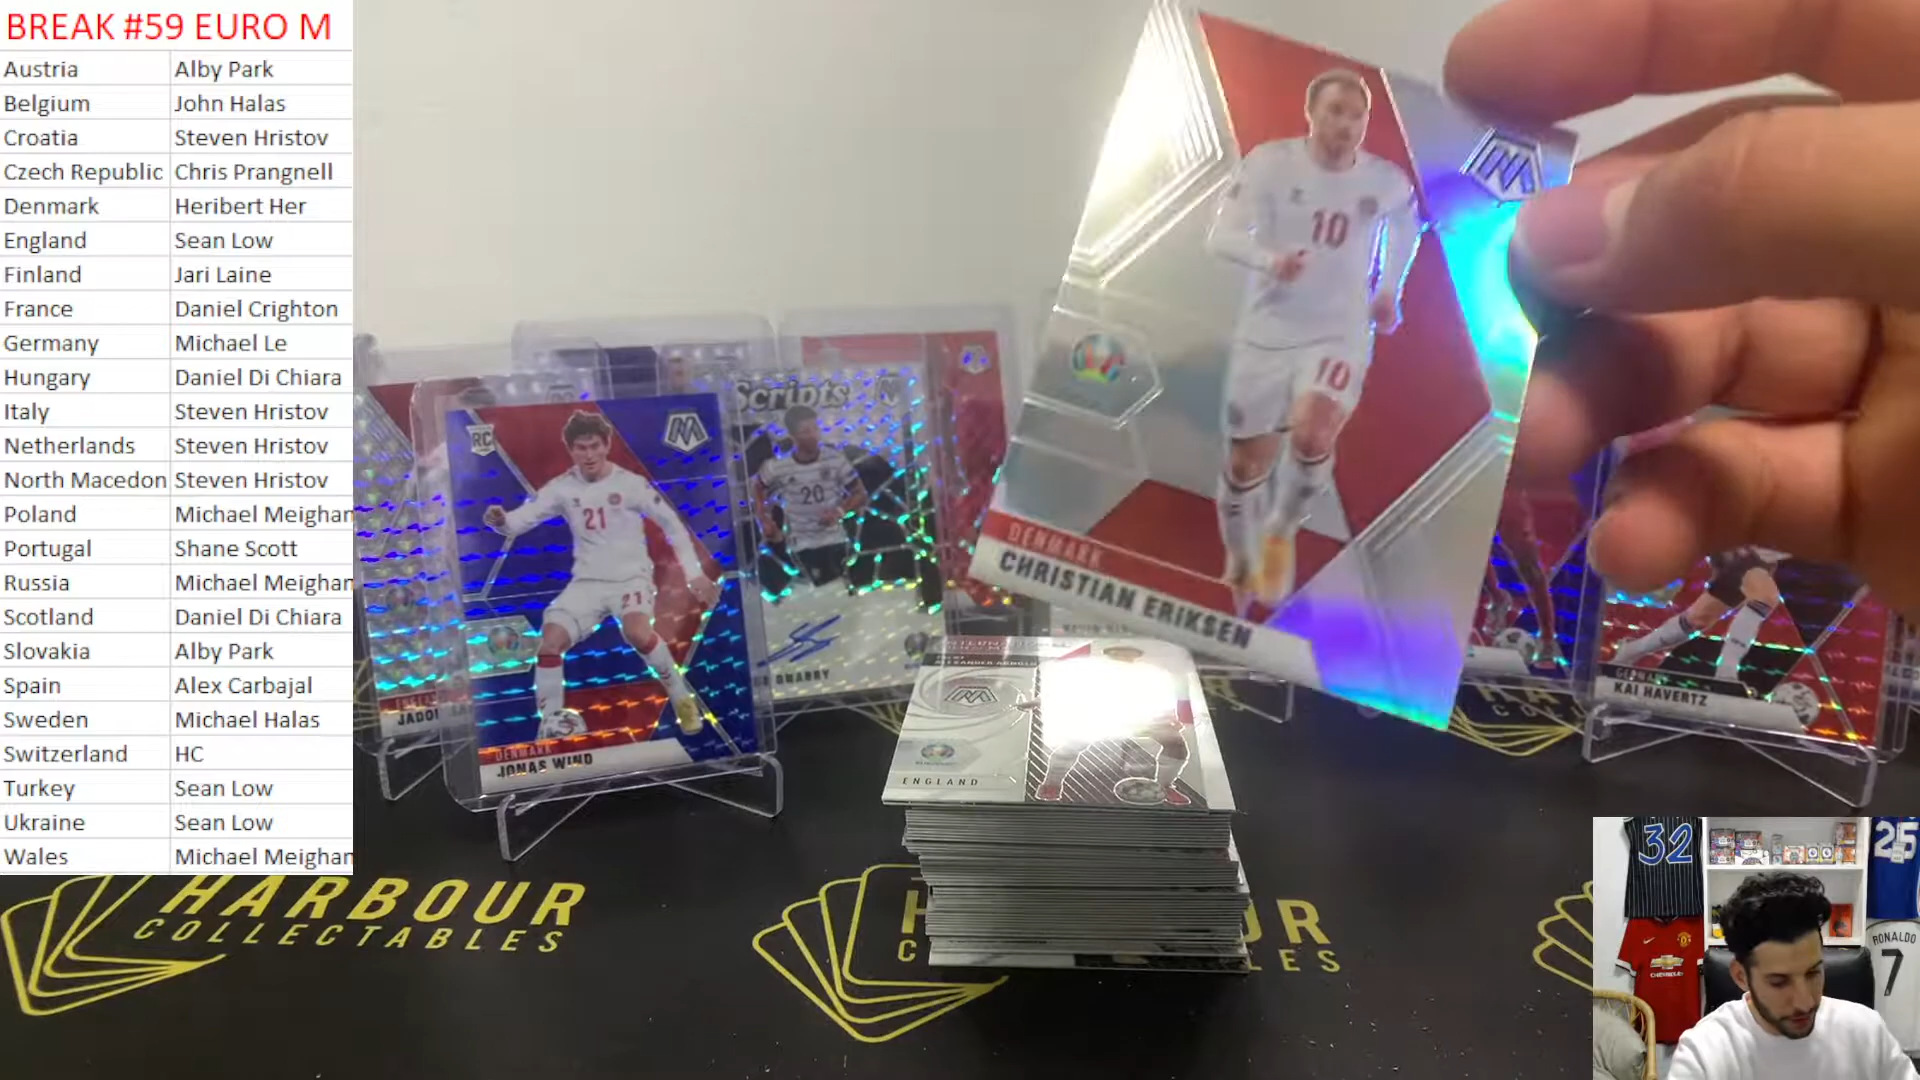 BREAK #59 EURO M
Austria Alby Park
Belgium John Halas
Croatia Steven Hristov
Czech Republic Chris Prangnell
Denmark Heribert Her
England Sean Low
Finland Jari Laine
France Daniel Crighton
Germany Michael Le
Hungary Daniel Di Chiara
Italy Steven Hristov
Netherlands Steven Hristov
North Macedon Steven Hristov
Poland Michael Meighan
Portugal Shane Scott
Russia Michael Meighan
Scotland Daniel Di Chiara
Slovakia Alby Park
Spain Alex Carbajal
Sweden Michael Halas
Switzerland HC
Turkey Sean Low
Ukraine Sean Low
Wales Michael Meighan
10
10
DENMARK
CHRISTIAN ERIKSEN
RC
21
21
DENMARK
JONAS WIND
Scripts
20
KAI HAVERTZ
ENGLAND
HARBOUR
COLLECTABLES
32
25
RONALDO
7